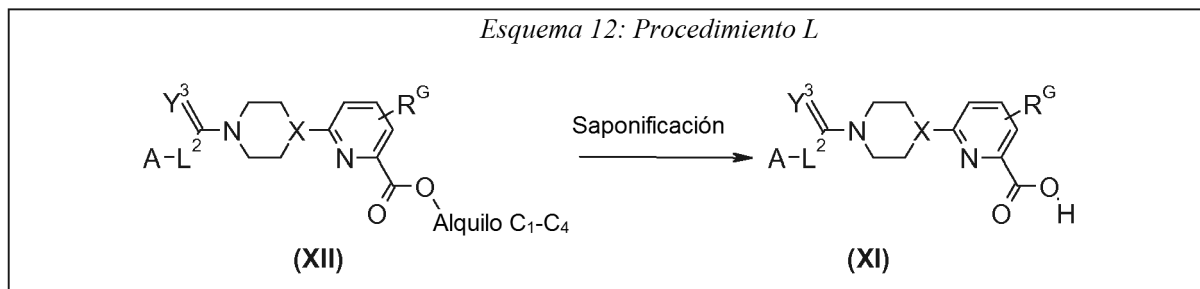 Esquema 12: Procedimiento L
Y³
N
X
N
Rᴳ
A-L²
O
O
Alquilo C₁-C₄
(XII)
Saponificación
Y³
N
X
N
Rᴳ
A-L²
O
O
H
(XI)